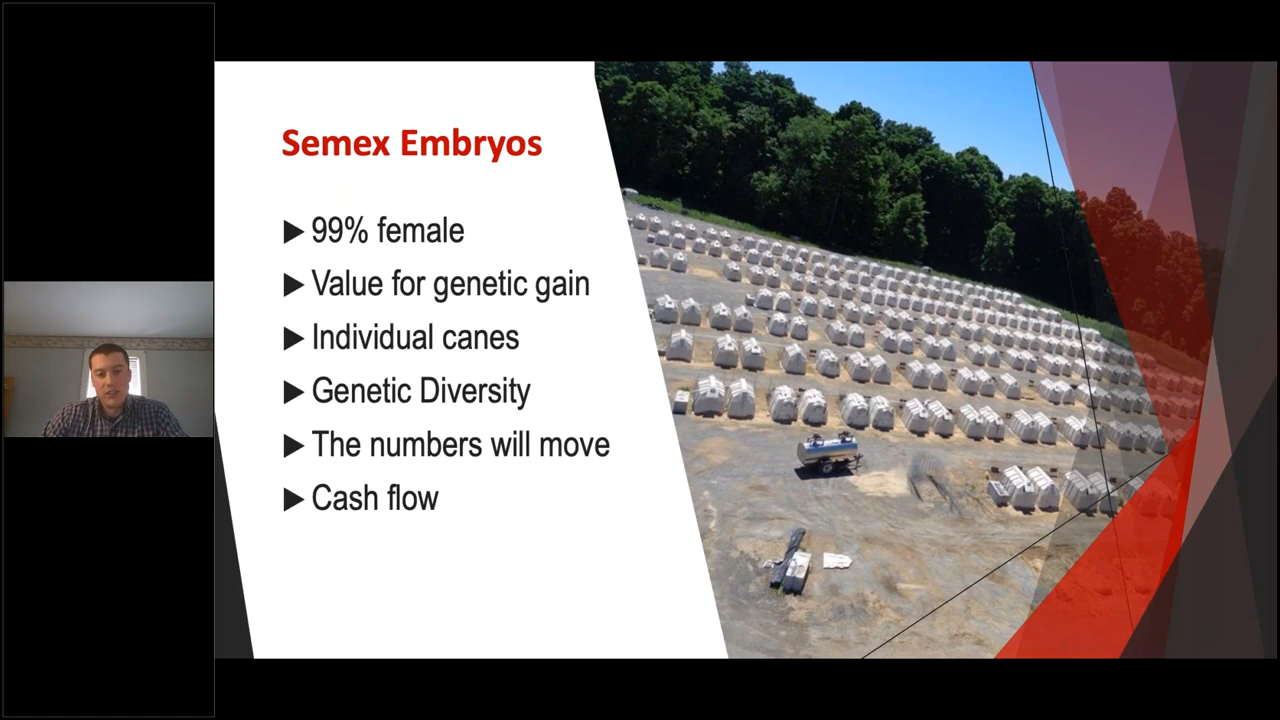 Semex Embryos
99% female
Value for genetic gain
Individual canes
Genetic Diversity
The numbers will move
Cash flow